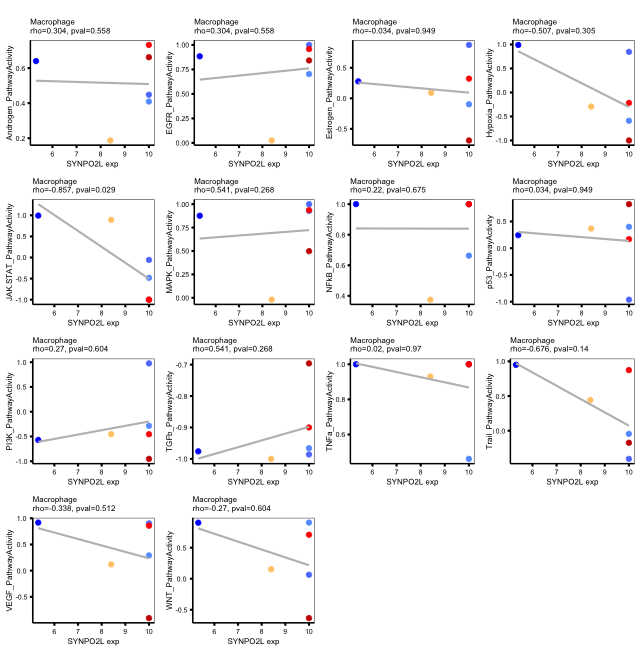 Macrophage
rho=0.304, pval=0.558
Androgen_PathwayActivity
0.6
0.4
0.2
6 7 8 9 10
SYNPO2L exp
Macrophage
rho=0.304, pval=0.558
EGFR_PathwayActivity
1.00
0.75
0.50
0.25
0.00
6 7 8 9 10
SYNPO2L exp
Macrophage
rho=-0.034, pval=0.949
Estrogen_PathwayActivity
0.5
0.0
-0.5
6 7 8 9 10
SYNPO2L exp
Macrophage
rho=-0.507, pval=0.305
Hypoxia_PathwayActivity
1.0
0.5
0.0
-0.5
-1.0
6 7 8 9 10
SYNPO2L exp
Macrophage
rho=-0.857, pval=0.029
JAK.STAT_PathwayActivity
1.0
0.5
0.0
-0.5
-1.0
6 7 8 9 10
SYNPO2L exp
Macrophage
rho=0.541, pval=0.268
MAPK_PathwayActivity
1.00
0.75
0.50
0.25
0.00
6 7 8 9 10
SYNPO2L exp
Macrophage
rho=0.22, pval=0.675
NFkB_PathwayActivity
1.0
0.8
0.6
0.4
6 7 8 9 10
SYNPO2L exp
Macrophage
rho=0.034, pval=0.949
p53_PathwayActivity
0.5
0.0
-0.5
-1.0
6 7 8 9 10
SYNPO2L exp
Macrophage
rho=0.27, pval=0.604
PI3K_PathwayActivity
1.0
0.5
0.0
-0.5
-1.0
6 7 8 9 10
SYNPO2L exp
Macrophage
rho=0.541, pval=0.268
TGFb_PathwayActivity
-0.7
-0.8
-0.9
-1.0
6 7 8 9 10
SYNPO2L exp
Macrophage
rho=0.02, pval=0.97
TNFa_PathwayActivity
1.0
0.8
0.6
6 7 8 9 10
SYNPO2L exp
Macrophage
rho=-0.676, pval=0.14
Trail_PathwayActivity
1.0
0.5
0.0
6 7 8 9 10
SYNPO2L exp
Macrophage
rho=-0.338, pval=0.512
VEGF_PathwayActivity
1.0
0.5
0.0
-0.5
6 7 8 9 10
SYNPO2L exp
Macrophage
rho=-0.27, pval=0.604
WNT_PathwayActivity
0.5
0.0
-0.5
6 7 8 9 10
SYNPO2L exp